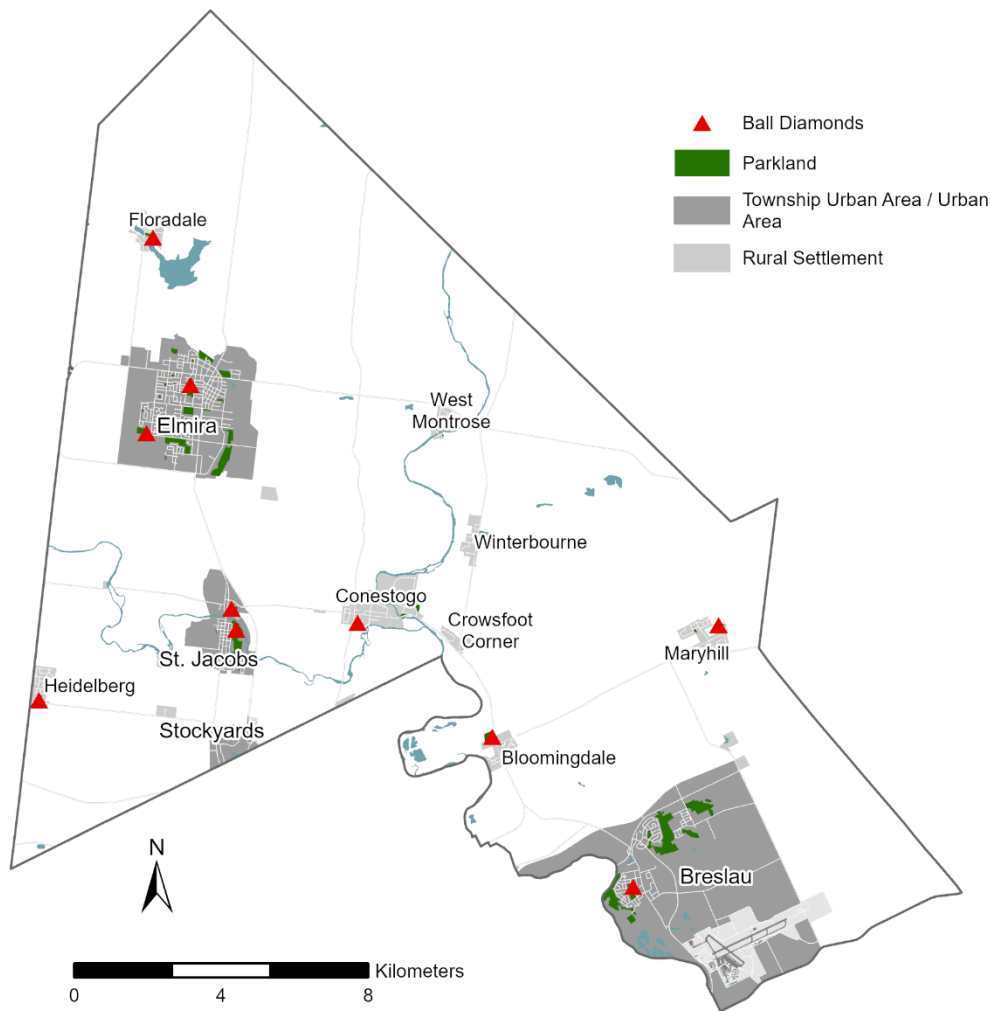 Ball Diamonds
Parkland
Township Urban Area / Urban
Area
Rural Settlement
Floradale
West
Montrose
Elmira
Winterbourne
Conestogo
Crowsfoot
Corner
Maryhill
St. Jacobs
Heidelberg
Stockyards
Bloomingdale
Breslau
N
Kilometers
0 4 8